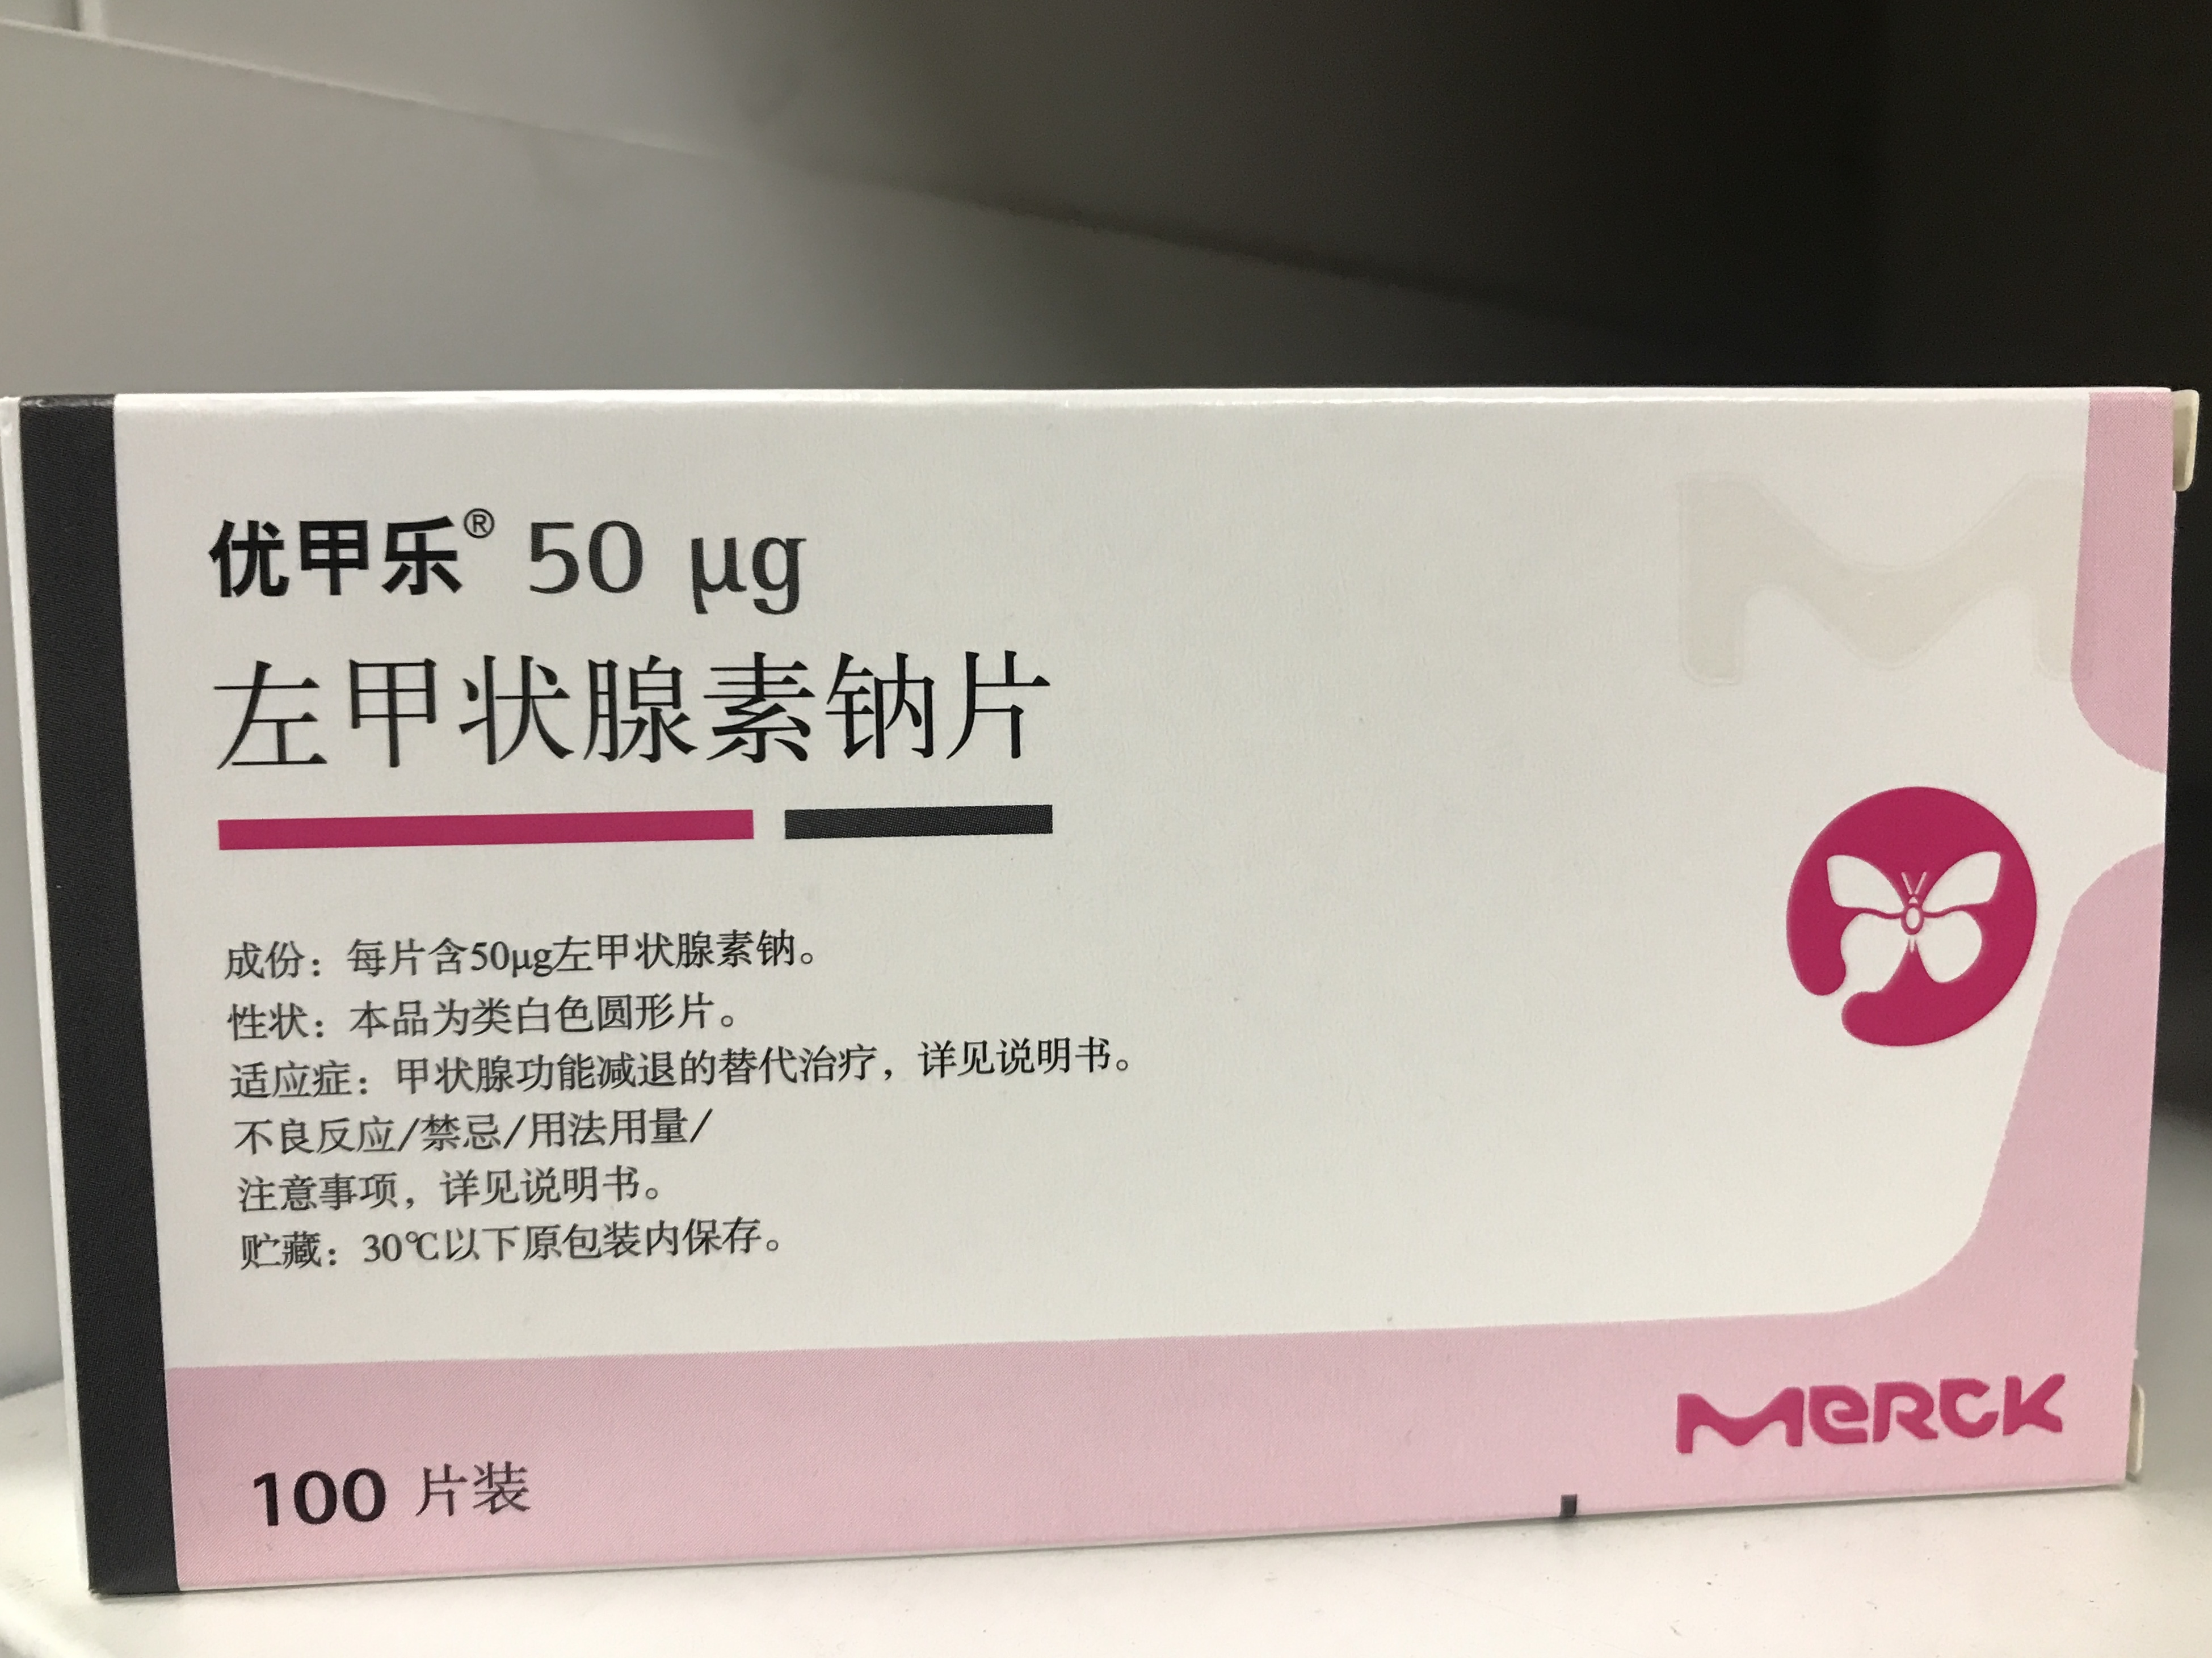 优甲乐® 50 μg
左甲状腺素钠片
成份：每片含50μg左甲状腺素钠。
性状：本品为类白色圆形片。
适应症：甲状腺功能减退的替代治疗，详见说明书。
不良反应/禁忌/用法用量/
注意事项，详见说明书。
贮藏：30℃以下原包装内保存。
100 片装
MERCK